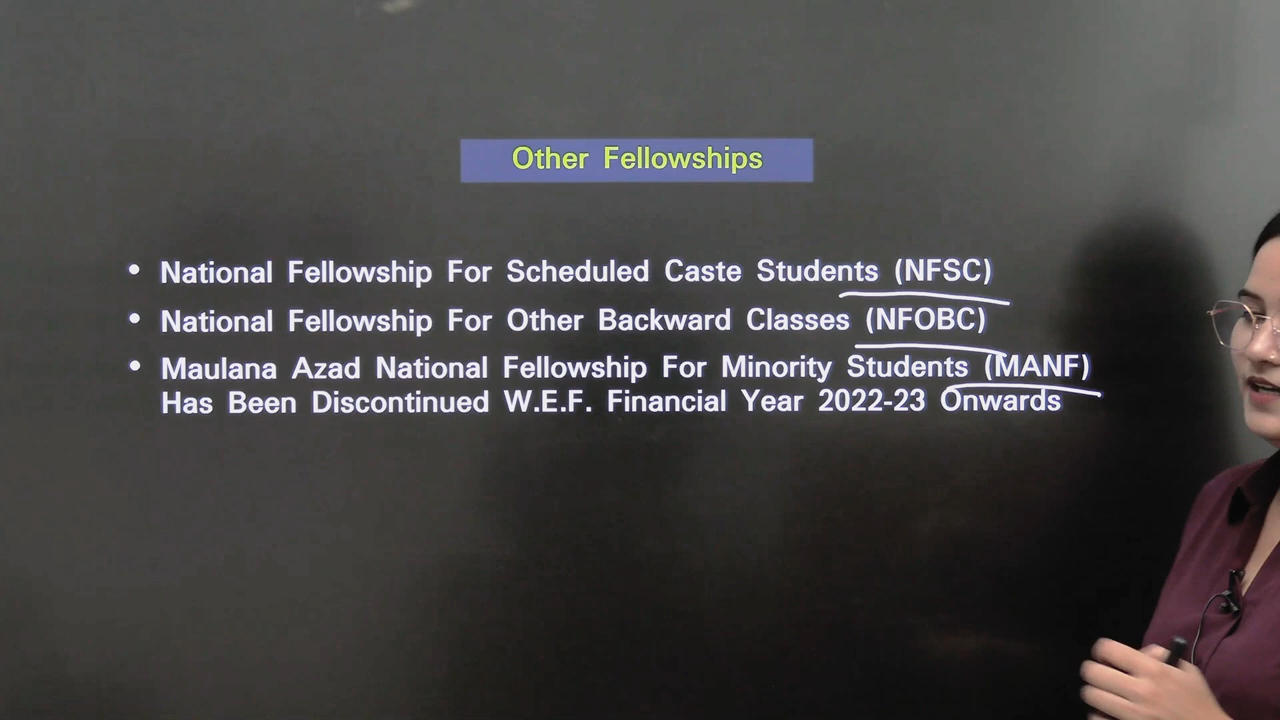 Other Fellowships
• National Fellowship For Scheduled Caste Students (NFSC)
• National Fellowship For Other Backward Classes (NFOBC)
• Maulana Azad National Fellowship For Minority Students (MANF)
Has Been Discontinued W.E.F. Financial Year 2022-23 Onwards